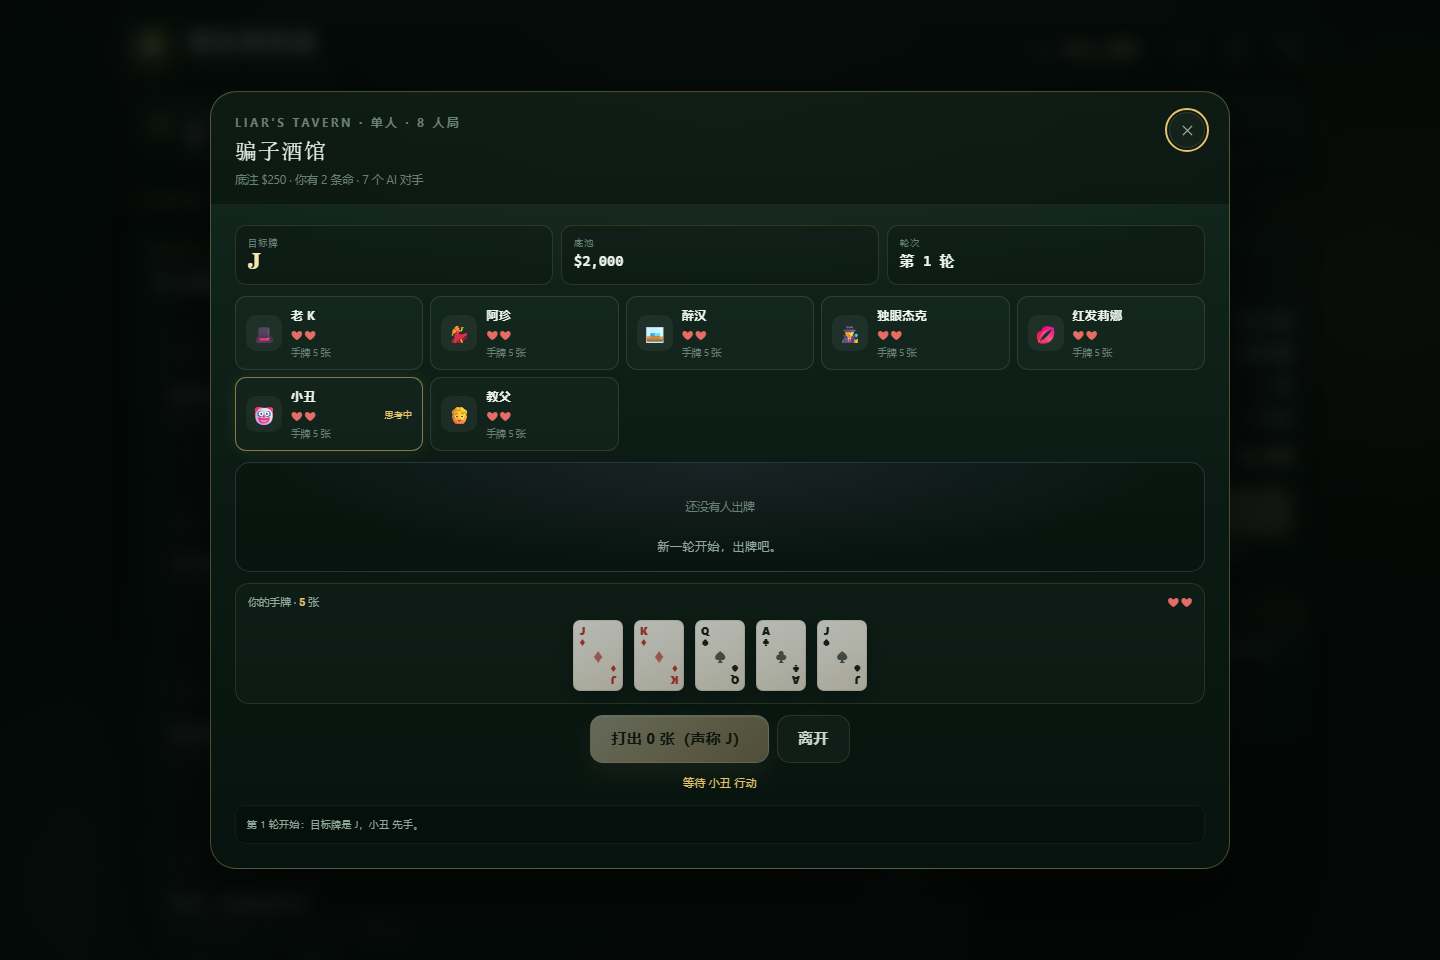 LIAR'S TAVERN · 单人 · 8 人局
骗子酒馆
底注 $250 · 你有 2 条命 · 7 个 AI 对手
目标牌
J
底池
$2,000
轮次
第 1 轮
老 K
手牌 5 张
阿珍
手牌 5 张
醉汉
手牌 5 张
独眼杰克
手牌 5 张
红发莉娜
手牌 5 张
小丑
手牌 5 张
思考中
教父
手牌 5 张
还没有人出牌
新一轮开始，出牌吧。
你的手牌 · 5 张
J
J
K
K
Q
Q
A
A
J
J
打出 0 张（声称 J）
离开
等待 小丑 行动
第 1 轮开始：目标牌是 J，小丑 先手。